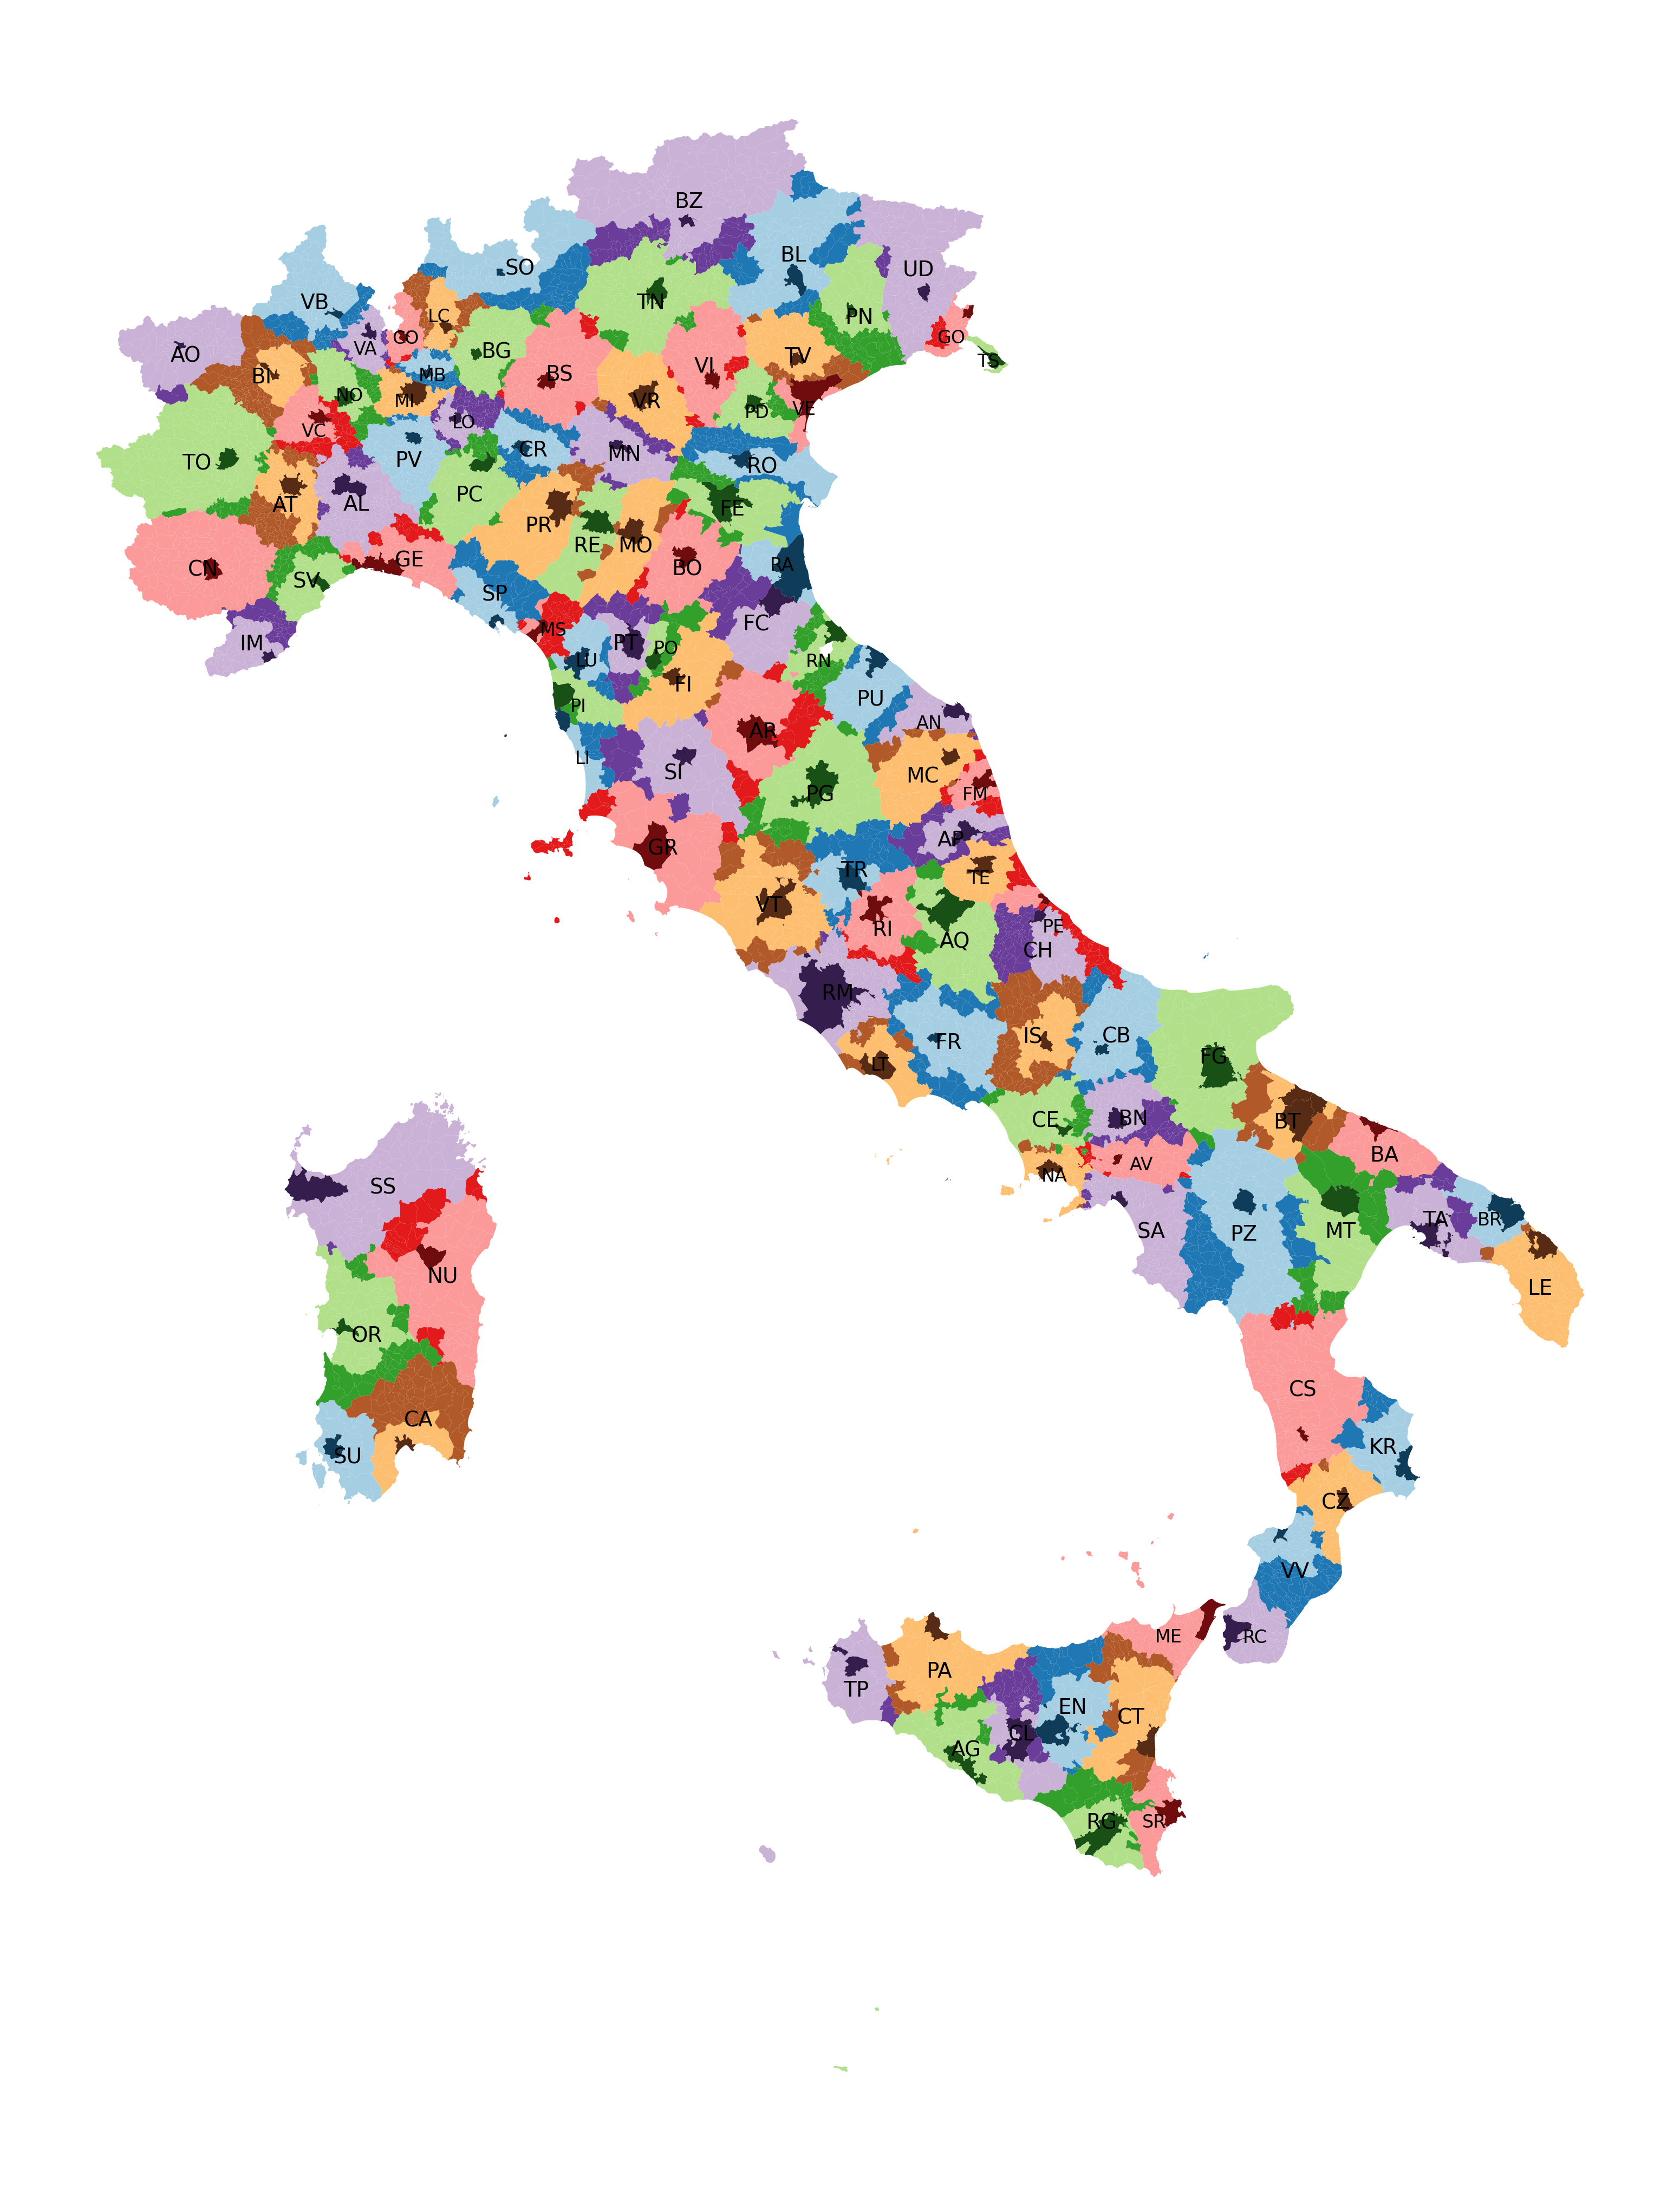 BZ
BL
SO
UD
VB
TN
LC
PN
CO
GO
VA
AO
BG
TV
TS
VI
BI
MB
BS
NO
MI
VR
PD
VE
LO
VC
CR
MN
PV
TO
RO
PC
AT
AL
FE
PR
RE
MO
GE
RA
CN
BO
SV
SP
FC
MS
IM
PT
PO
LU
RN
FI
PU
PI
AN
AR
LI
SI
MC
PG
FM
AP
GR
TR
TE
VT
PE
RI
AQ
CH
RM
CB
IS
FR
FG
LT
BN
CE
BT
BA
AV
NA
SS
TA
BR
SA
PZ
MT
NU
LE
OR
CS
CA
KR
SU
CZ
VV
ME
RC
PA
TP
EN
CT
CL
AG
RG
SR